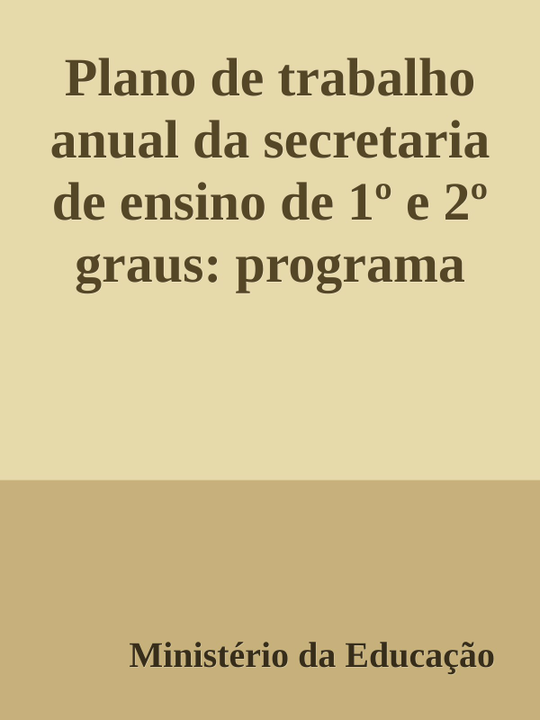 Plano de trabalho
anual da secretaria
de ensino de 1º e 2º
graus: programa
Ministério da Educação